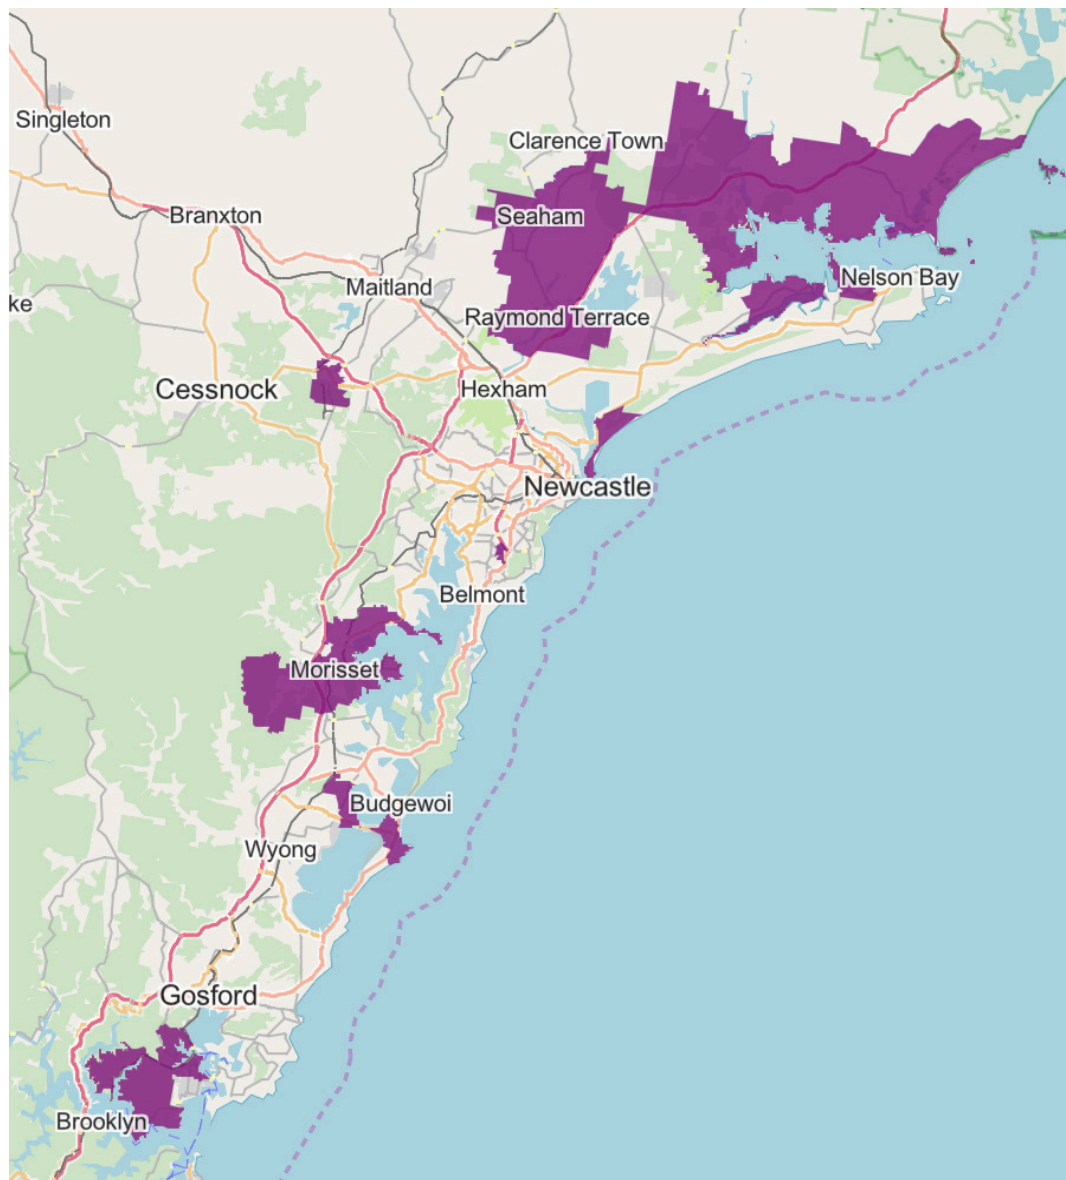 Singleton
Clarence Town
Branxton
Seaham
Maitland
Nelson Bay
ke
Raymond Terrace
Cessnock
Hexham
Newcastle
Belmont
Morisset
Budgewoi
Wyong
Gosford
Brooklyn